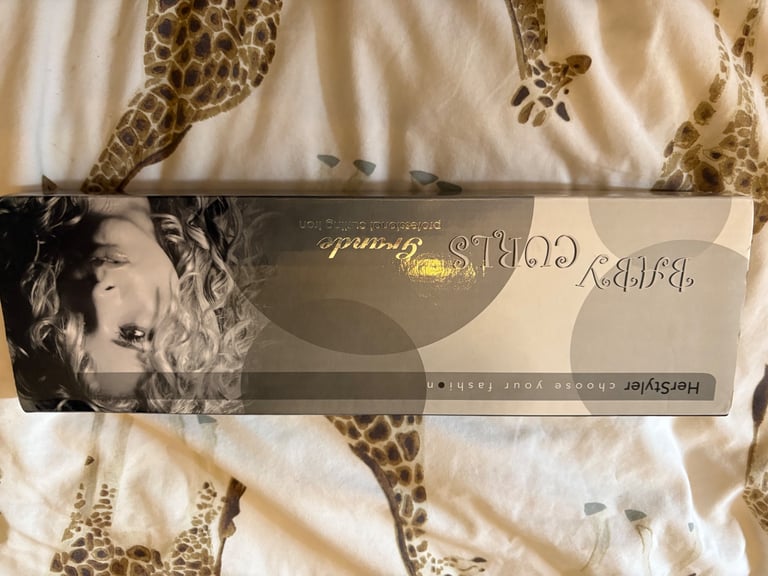 HerStyler choose your fashion
BABY CURLS Grande
professional curling iron